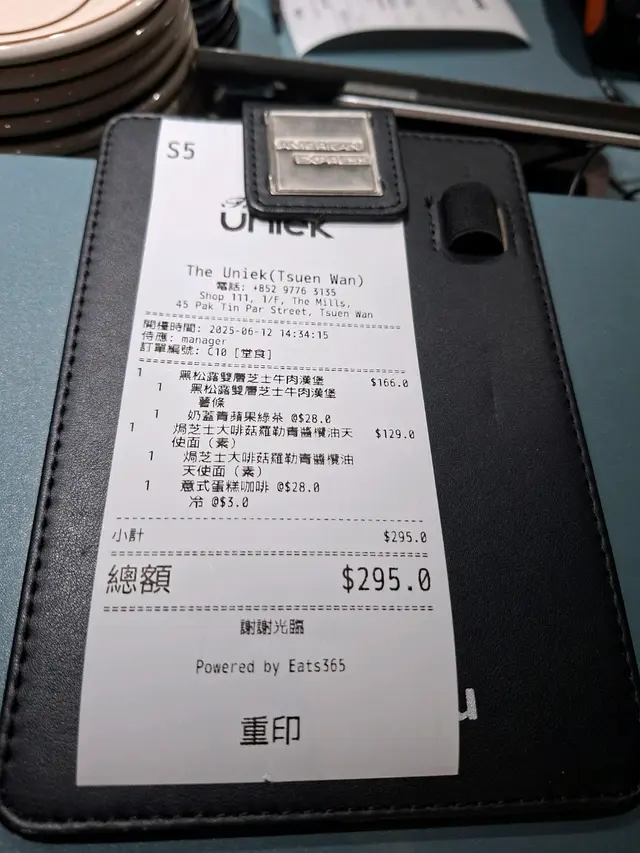 S5
AMERICAN
EXPRESS
uniek
The Uniek(Tsuen Wan)
電話: +852 9776 3135
Shop 111, 1/F, The Mills,
45 Pak Tin Par Street, Tsuen Wan
開檯時間: 2025-06-12 14:34:15
侍應: manager
訂單編號: C10 [堂食]
1 黑松露雙層芝士牛肉漢堡 $166.0
1 黑松露雙層芝士牛肉漢堡
薯條
1 奶蓋青蘋果綠茶 @$28.0
1 焗芝士大啡菇羅勒青醬欖油天 $129.0
使面（素）
1 焗芝士大啡菇羅勒青醬欖油
天使面（素）
1 意式蛋糕咖啡 @$28.0
冷 @$3.0
小計 $295.0
總額 $295.0
謝謝光臨
Powered by Eats365
重印